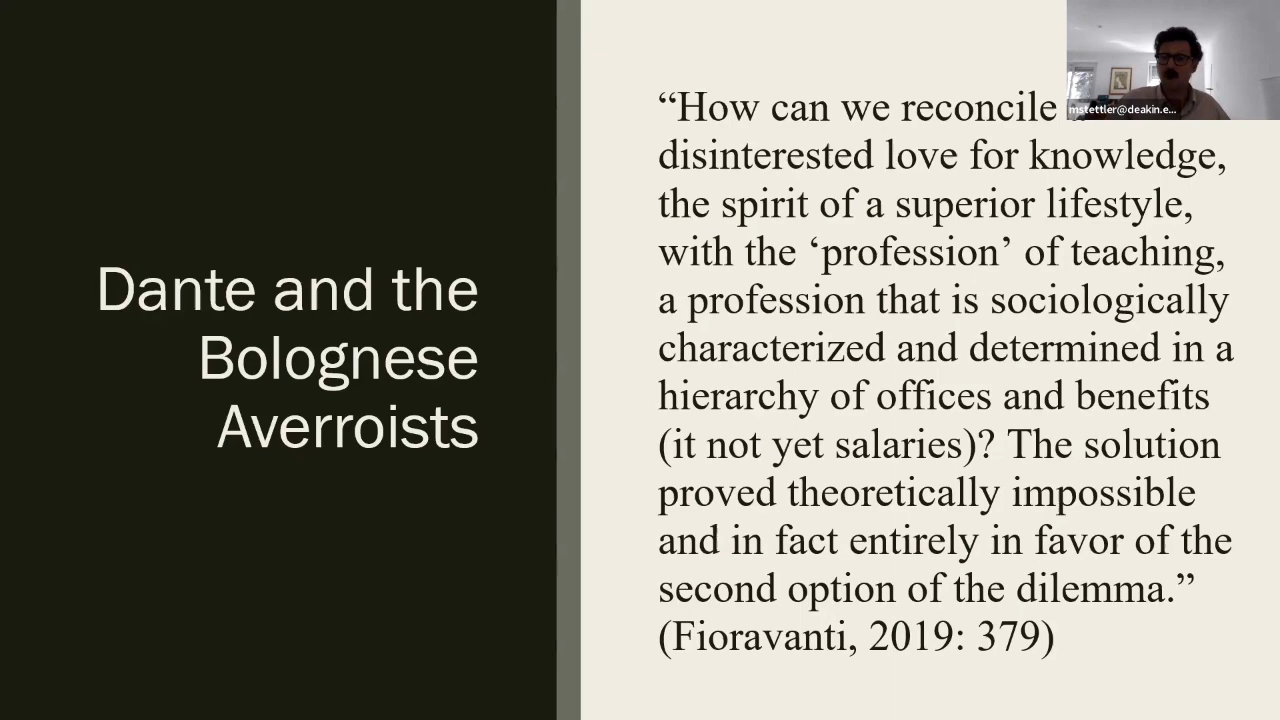 Dante and the
Bolognese
Averroists
“How can we reconcile
disinterested love for knowledge,
the spirit of a superior lifestyle,
with the ‘profession’ of teaching,
a profession that is sociologically
characterized and determined in a
hierarchy of offices and benefits
(it not yet salaries)? The solution
proved theoretically impossible
and in fact entirely in favor of the
second option of the dilemma.”
(Fioravanti, 2019: 379)
mstettler@deakin.e...